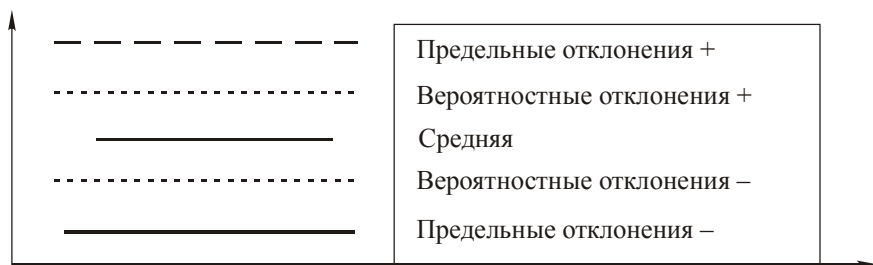 Предельные отклонения +
Вероятностные отклонения +
Средняя
Вероятностные отклонения –
Предельные отклонения –